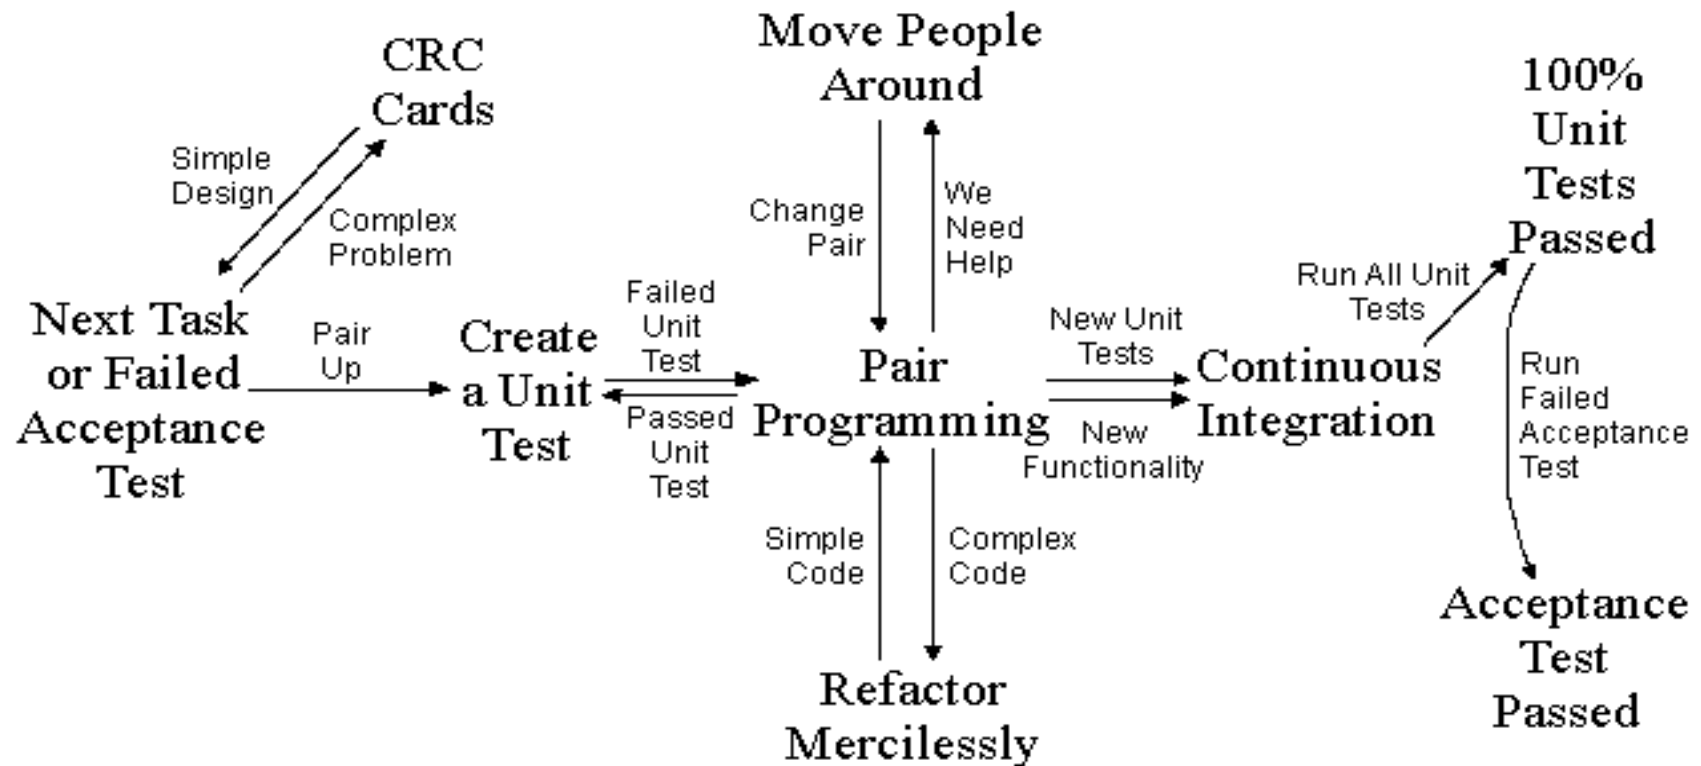 CRC
Cards
Simple
Design
Complex
Problem
Next Task
or Failed
Acceptance
Test
Pair
Up
Create
a Unit
Test
Failed
Unit
Test
Passed
Unit
Test
Move People
Around
Change
Pair
We
Need
Help
Pair
Programming
Simple
Code
Complex
Code
Refactor
Mercilessly
New Unit
Tests
New
Functionality
Continuous
Integration
Run All Unit
Tests
100%
Unit
Tests
Passed
Run
Failed
Acceptance
Test
Acceptance
Test
Passed